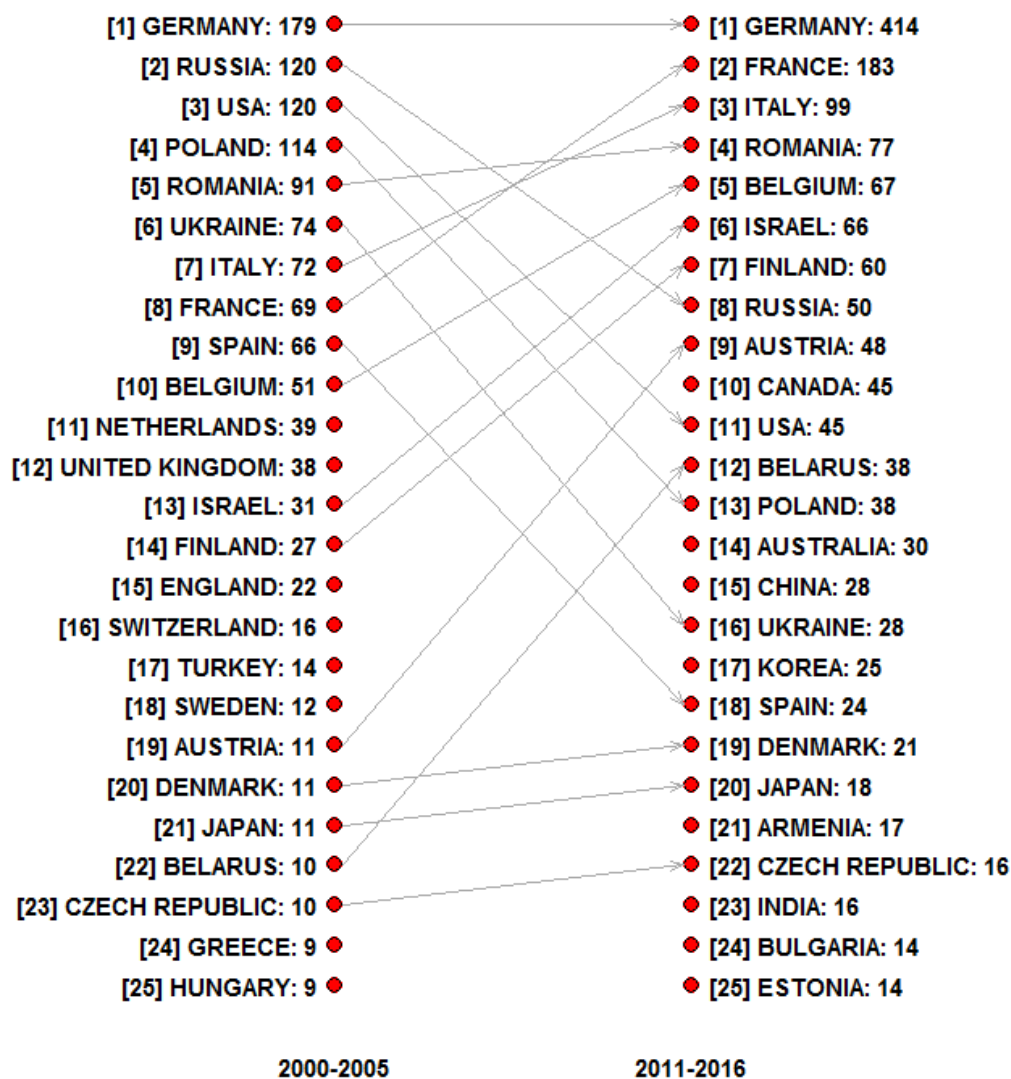 [1] GERMANY: 179
[2] RUSSIA: 120
[3] USA: 120
[4] POLAND: 114
[5] ROMANIA: 91
[6] UKRAINE: 74
[7] ITALY: 72
[8] FRANCE: 69
[9] SPAIN: 66
[10] BELGIUM: 51
[11] NETHERLANDS: 39
[12] UNITED KINGDOM: 38
[13] ISRAEL: 31
[14] FINLAND: 27
[15] ENGLAND: 22
[16] SWITZERLAND: 16
[17] TURKEY: 14
[18] SWEDEN: 12
[19] AUSTRIA: 11
[20] DENMARK: 11
[21] JAPAN: 11
[22] BELARUS: 10
[23] CZECH REPUBLIC: 10
[24] GREECE: 9
[25] HUNGARY: 9
2000-2005
[1] GERMANY: 414
[2] FRANCE: 183
[3] ITALY: 99
[4] ROMANIA: 77
[5] BELGIUM: 67
[6] ISRAEL: 66
[7] FINLAND: 60
[8] RUSSIA: 50
[9] AUSTRIA: 48
[10] CANADA: 45
[11] USA: 45
[12] BELARUS: 38
[13] POLAND: 38
[14] AUSTRALIA: 30
[15] CHINA: 28
[16] UKRAINE: 28
[17] KOREA: 25
[18] SPAIN: 24
[19] DENMARK: 21
[20] JAPAN: 18
[21] ARMENIA: 17
[22] CZECH REPUBLIC: 16
[23] INDIA: 16
[24] BULGARIA: 14
[25] ESTONIA: 14
2011-2016